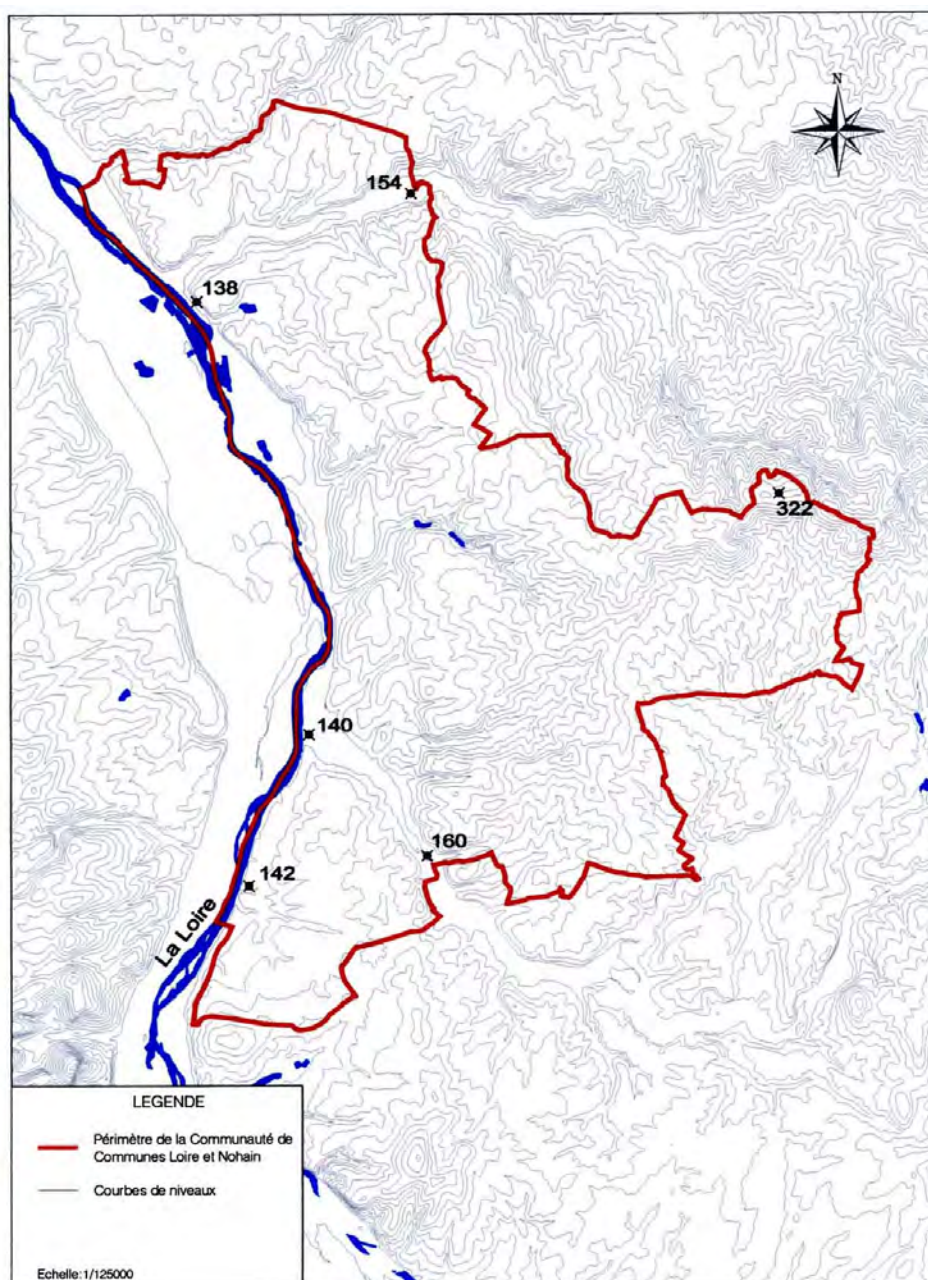 N
154
138
322
140
160
142
La Loire
LEGENDE
Périmètre de la Communauté de
Communes Loire et Nohain
Courbes de niveaux
Echelle:1/125000